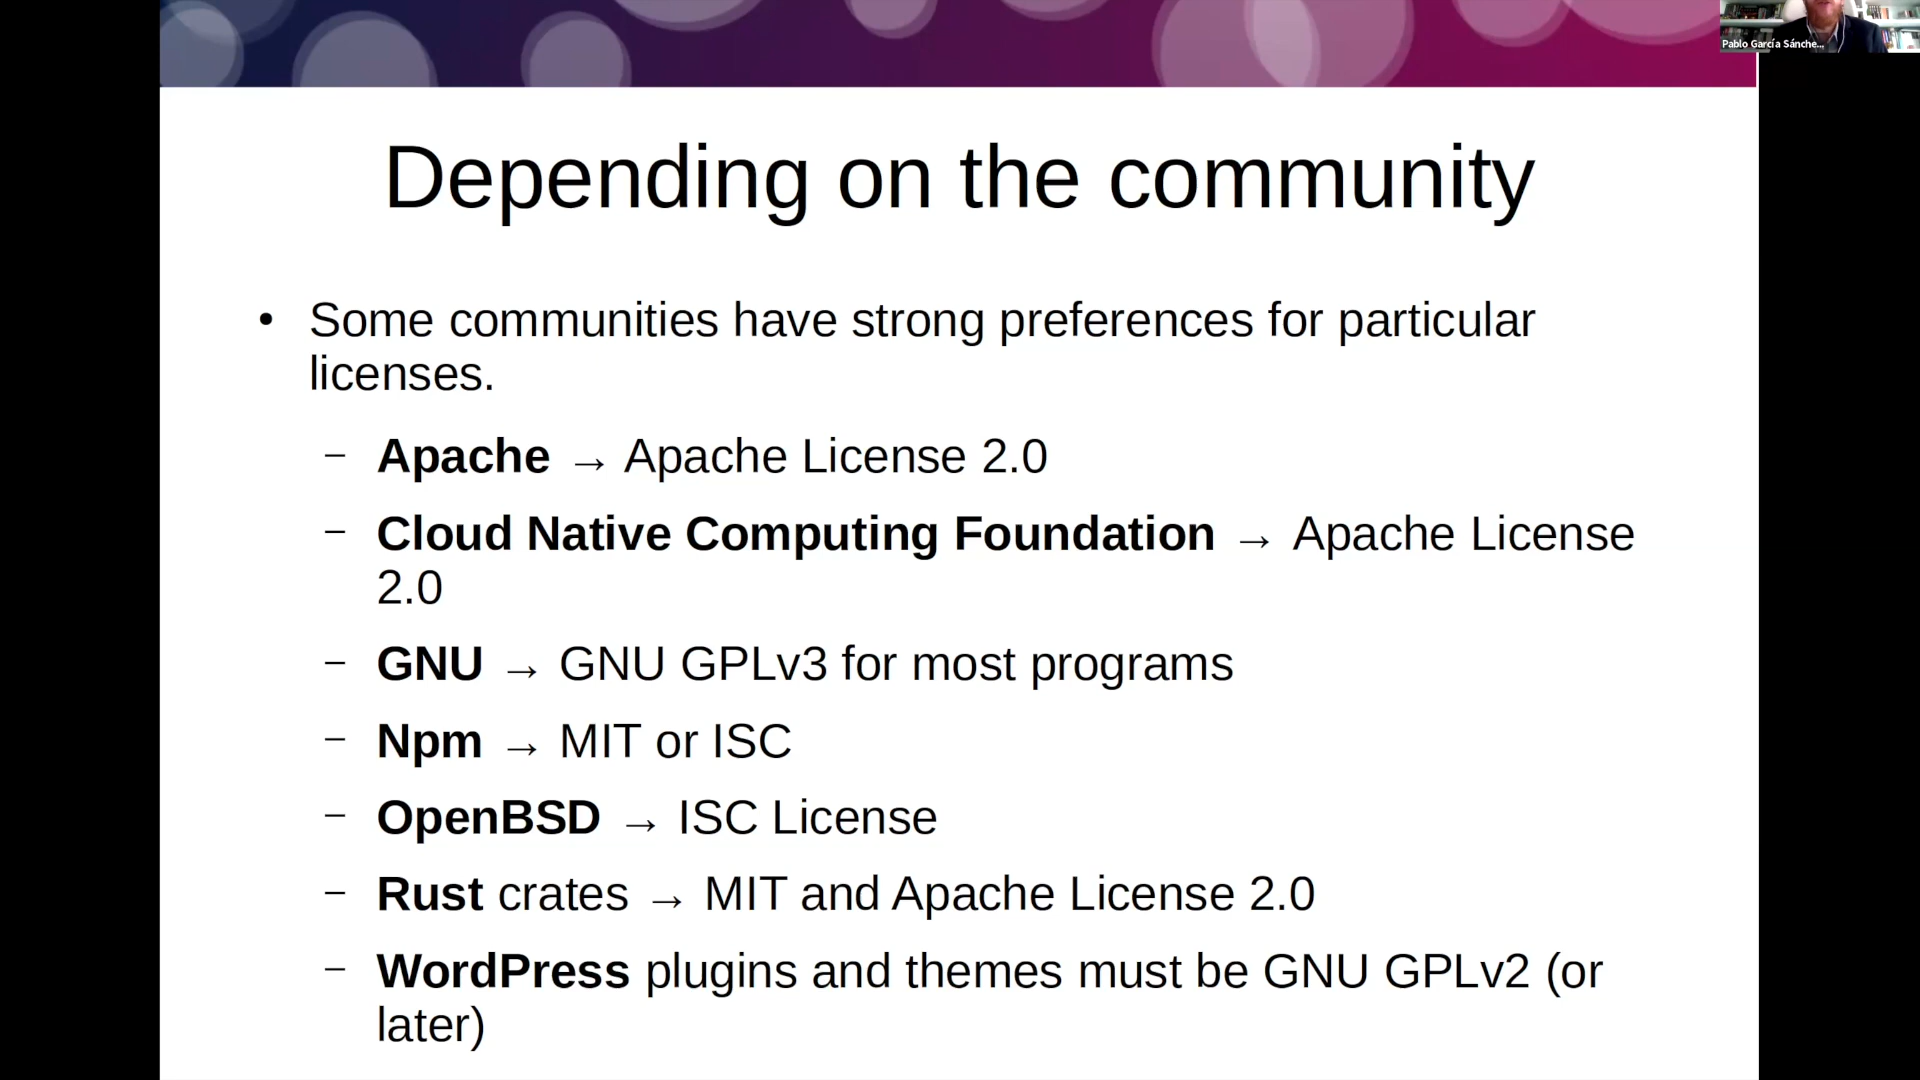 Pablo García Sánche...
Depending on the community
• Some communities have strong preferences for particular
licenses.
– Apache → Apache License 2.0
– Cloud Native Computing Foundation → Apache License
2.0
– GNU → GNU GPLv3 for most programs
– Npm → MIT or ISC
– OpenBSD → ISC License
– Rust crates → MIT and Apache License 2.0
– WordPress plugins and themes must be GNU GPLv2 (or
later)